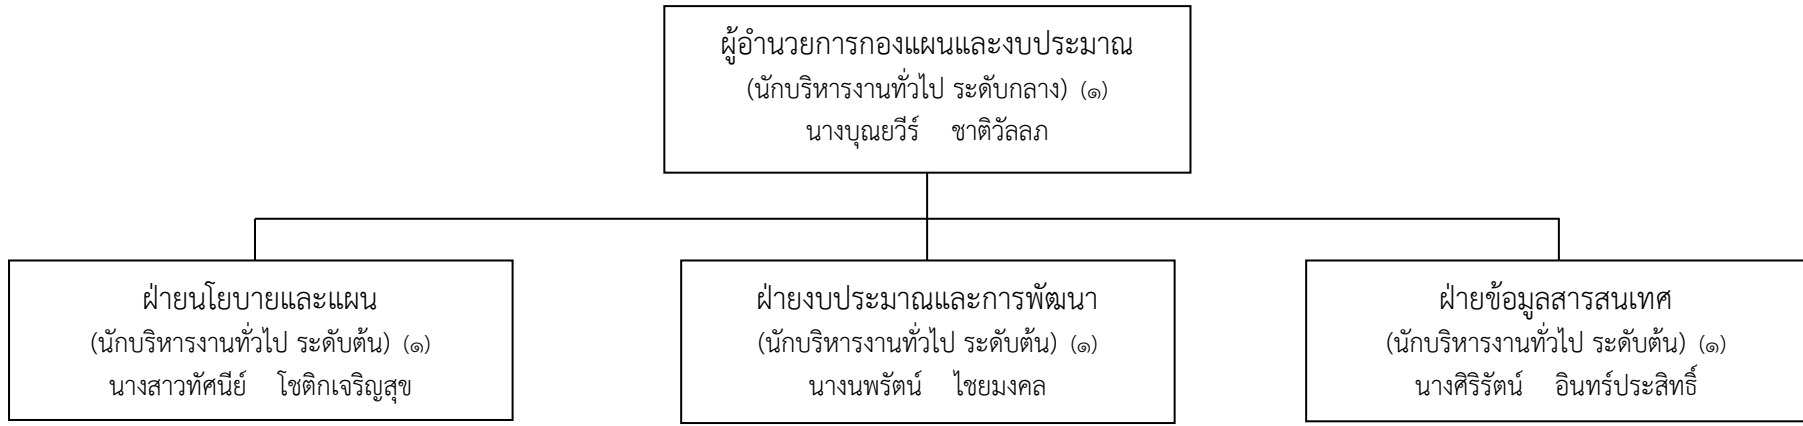 ผู้อำนวยการกองแผนและงบประมาณ
(นักบริหารงานทั่วไป ระดับกลาง) (๑)
นางบุณยวีร์ ชาติวัลลภ
ฝ่ายนโยบายและแผน
(นักบริหารงานทั่วไป ระดับต้น) (๑)
นางสาวทัศนีย์ โชติกเจริญสุข
ฝ่ายงบประมาณและการพัฒนา
(นักบริหารงานทั่วไป ระดับต้น) (๑)
นางนพรัตน์ ไชยมงคล
ฝ่ายข้อมูลสารสนเทศ
(นักบริหารงานทั่วไป ระดับต้น) (๑)
นางศิริรัตน์ อินทร์ประสิทธิ์